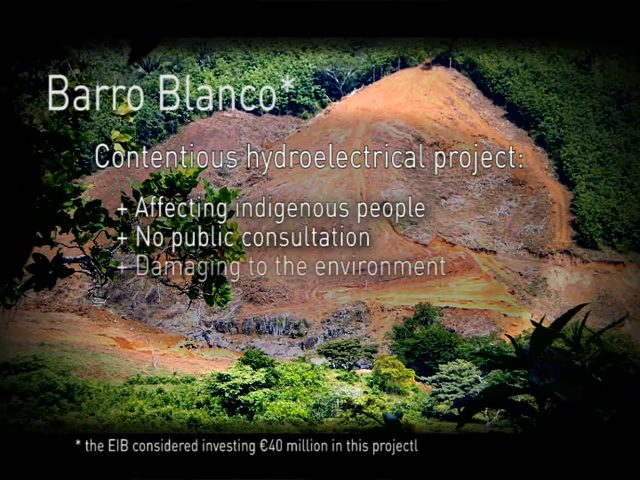 Barro Blanco*
Contentious hydroelectrical project:
+ Affecting indigenous people
+ No public consultation
+ Damaging to the environment
* the EIB considered investing €40 million in this projectl